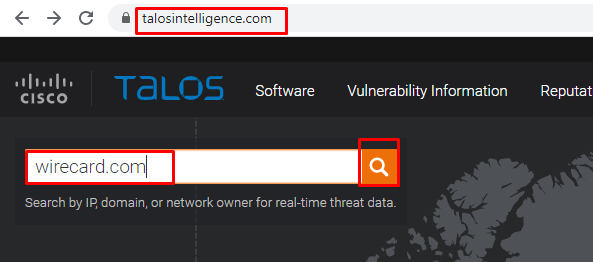 talosintelligence.com
CISCO TALOS Software Vulnerability Information Reputat
wirecard.com
Search by IP, domain, or network owner for real-time threat data.